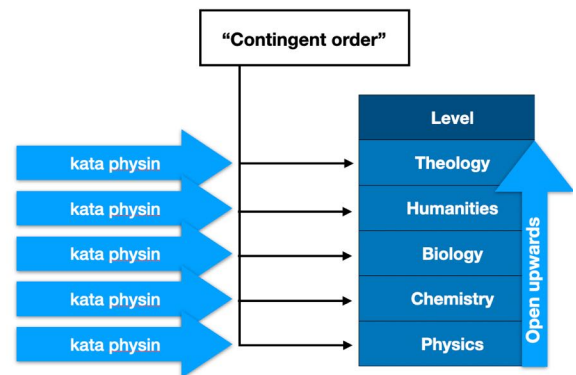 “Contingent order”
Level
kata physin
Theology
kata physin
Humanities
kata physin
Biology
kata physin
Chemistry
kata physin
Physics
Open upwards